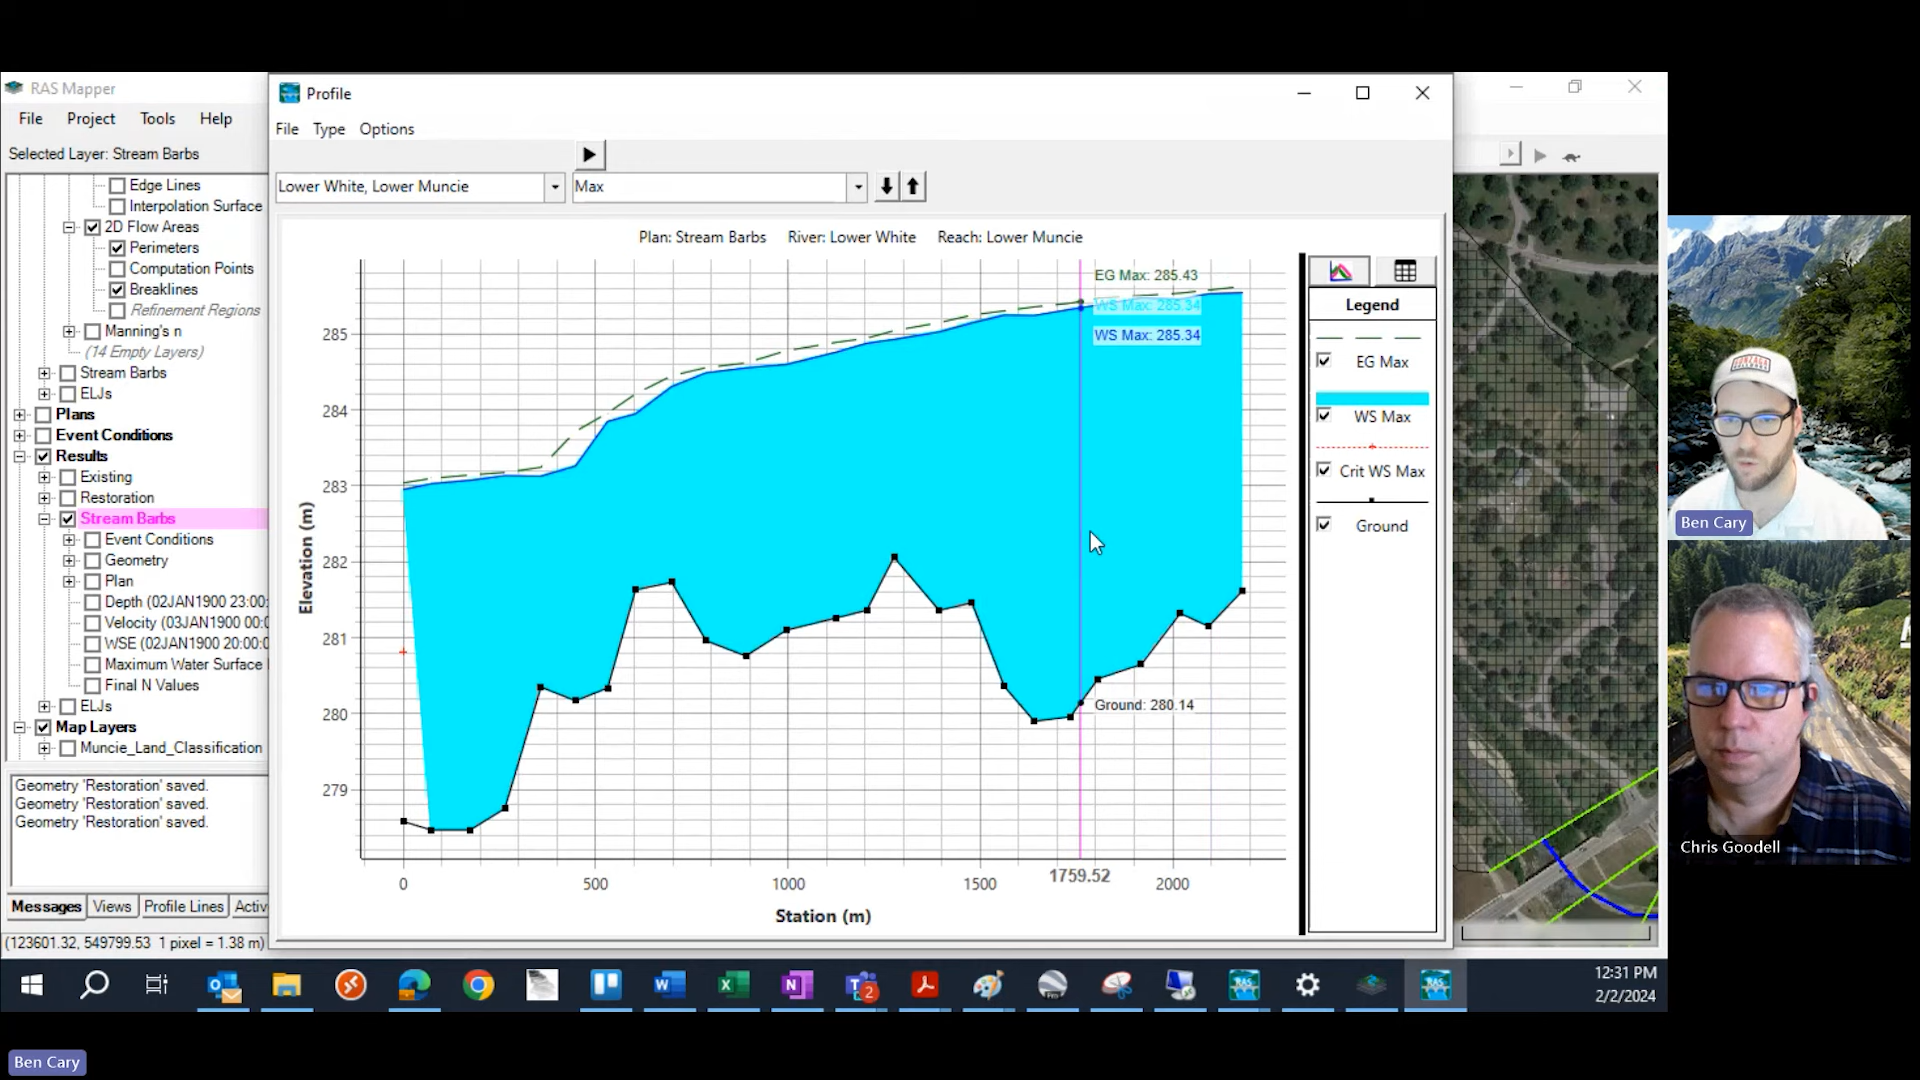 RAS Mapper
File Project Tools Help
Selected Layer: Stream Barbs
Edge Lines
Interpolation Surface
2D Flow Areas
Perimeters
Computation Points
Breaklines
Refinement Regions
Manning's n
(14 Empty Layers)
Stream Barbs
ELJs
Plans
Event Conditions
Results
Existing
Restoration
Stream Barbs
Event Conditions
Geometry
Plan
Depth (02JAN1900 23:00:
Velocity (03JAN1900 00:0
WSE (02JAN1900 20:00:0
Maximum Water Surface
Final N Values
ELJs
Map Layers
Muncie_Land_Classification
Geometry 'Restoration' saved.
Geometry 'Restoration' saved.
Geometry 'Restoration' saved.
Messages Views Profile Lines Activ
(123601.32, 549799.53 1 pixel = 1.38 m)
Profile
File Type Options
Lower White, Lower Muncie
Max
Plan: Stream Barbs River: Lower White Reach: Lower Muncie
EG Max: 285.43
WS Max: 285.34
WS Max: 285.34
Ground: 280.14
Elevation (m)
285
284
283
282
281
280
279
0 500 1000 1500 1759.52 2000
Station (m)
Legend
EG Max
WS Max
Crit WS Max
Ground
Ben Cary
Chris Goodell
2
RAS
RAS
12:31 PM
2/2/2024
Ben Cary